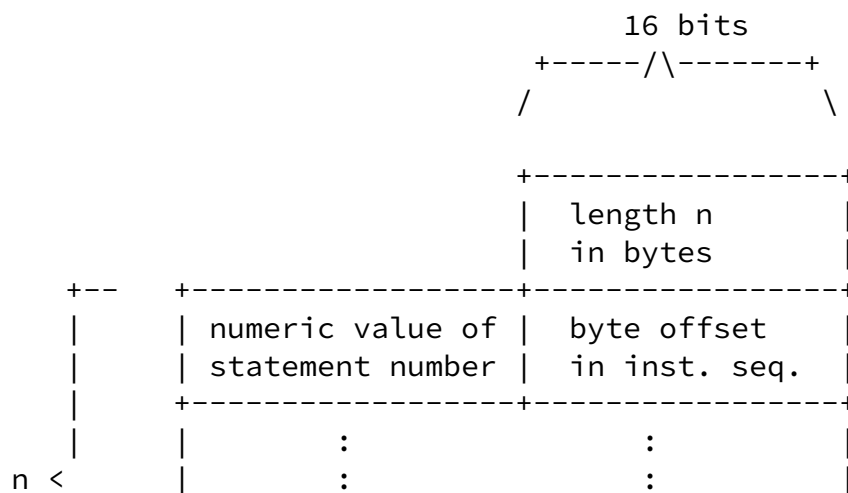 16 bits
                                     +-----/\-------+
                                    /                \

                                    +-----------------+
                                    |  length n       |
                                    |  in bytes       |
    +--   +------------------+-----------------+
    |     | numeric value of |  byte offset    |
    |     | statement number |  in inst. seq.  |
    |     +------------------+-----------------+
    |     |        :                :         |
n <       |        :                :         |